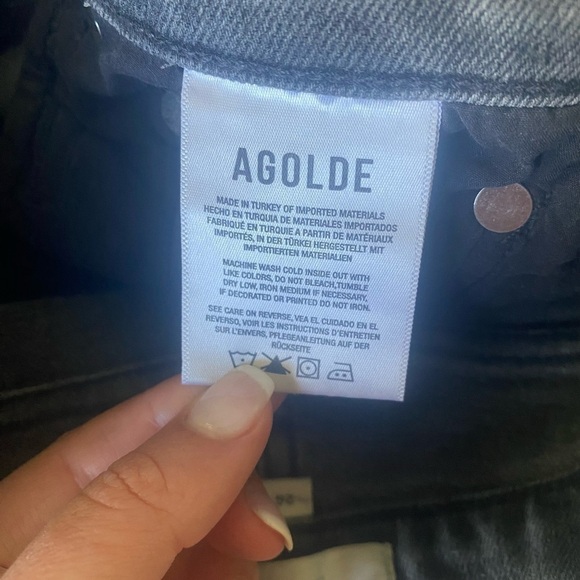 AGOLDE
MADE IN TURKEY OF IMPORTED MATERIALS
HECHO EN TURQUIA DE MATERIALES IMPORTADOS
FABRIQUÉ EN TURQUIE A PARTIR DE MATÉRIAUX
IMPORTÉS, IN DER TÜRKEI HERGESTELLT MIT
IMPORTIERTEN MATERIALIEN
MACHINE WASH COLD INSIDE OUT WITH
LIKE COLORS, DO NOT BLEACH,TUMBLE
DRY LOW, IRON MEDIUM IF NECESSARY.
IF DECORATED OR PRINTED DO NOT IRON.
SEE CARE ON REVERSE, VEA EL CUIDADO EN EL
REVERSO, VOIR LES INSTRUCTIONS D'ENTRETIEN
SUR L'ENVERS, PFLEGEANLEITUNG AUF DER
RÜCKSEITE